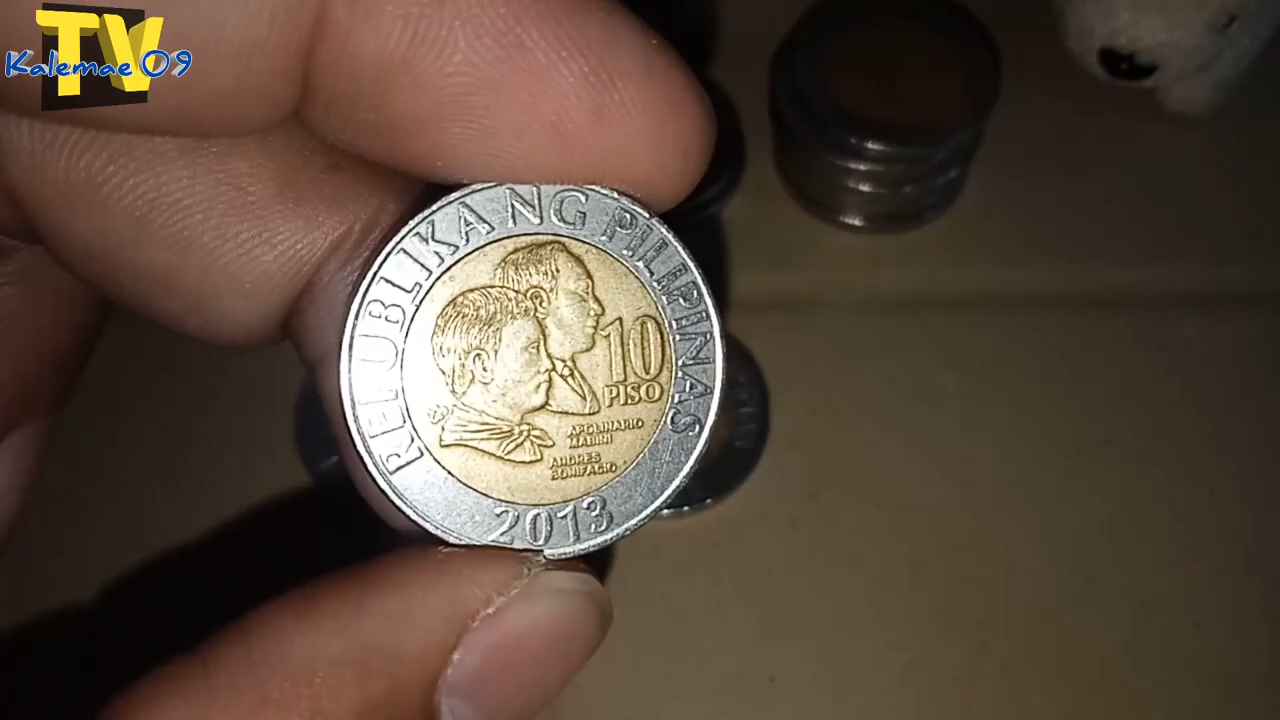 TV
Kalemae 09
REPUBLIKA NG PILIPINAS
10
PISO
APOLINARIO
MABINI
ANDRES
BONIFACIO
2013